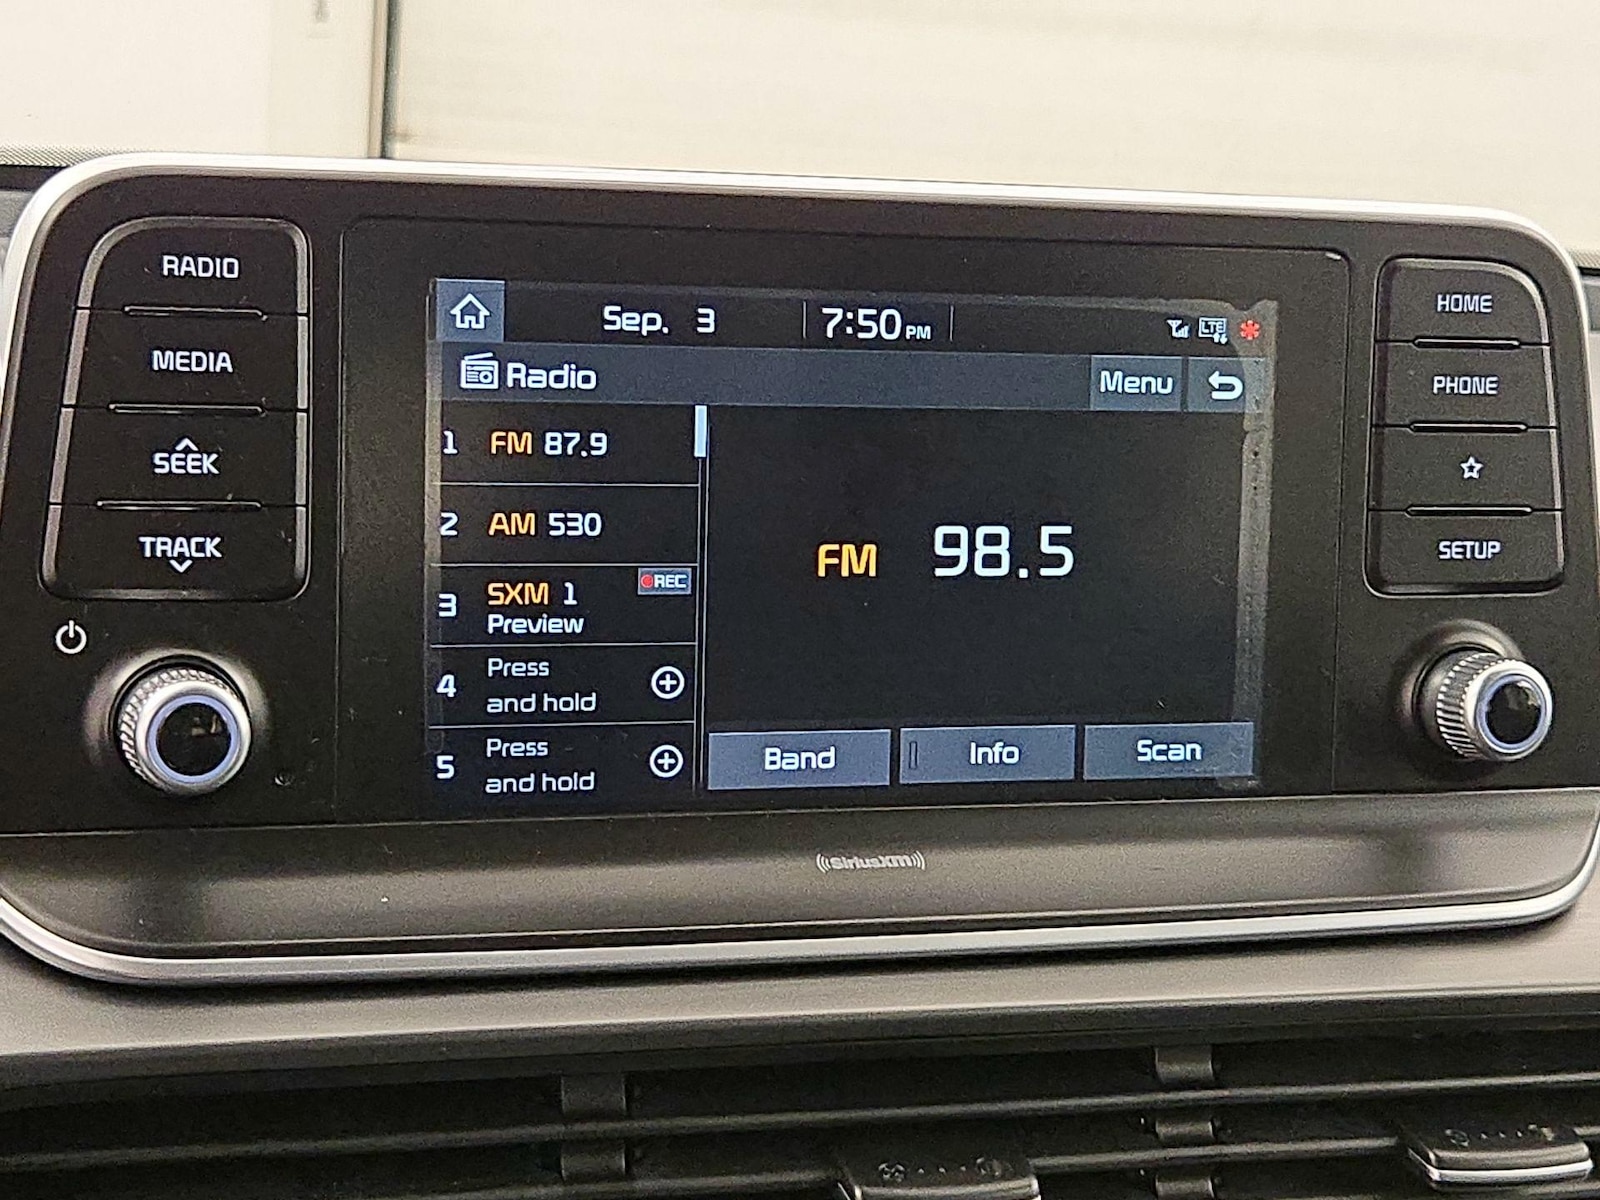 RADIO
MEDIA
SEEK
TRACK
Sep. 3
7:50 PM
LTE
Radio
Menu
1 FM 87.9
2 AM 530
3 SXM 1
REC
Preview
4 Press
and hold
5 Press
and hold
FM 98.5
Band
Info
Scan
HOME
PHONE
SETUP
((SiriusXM))